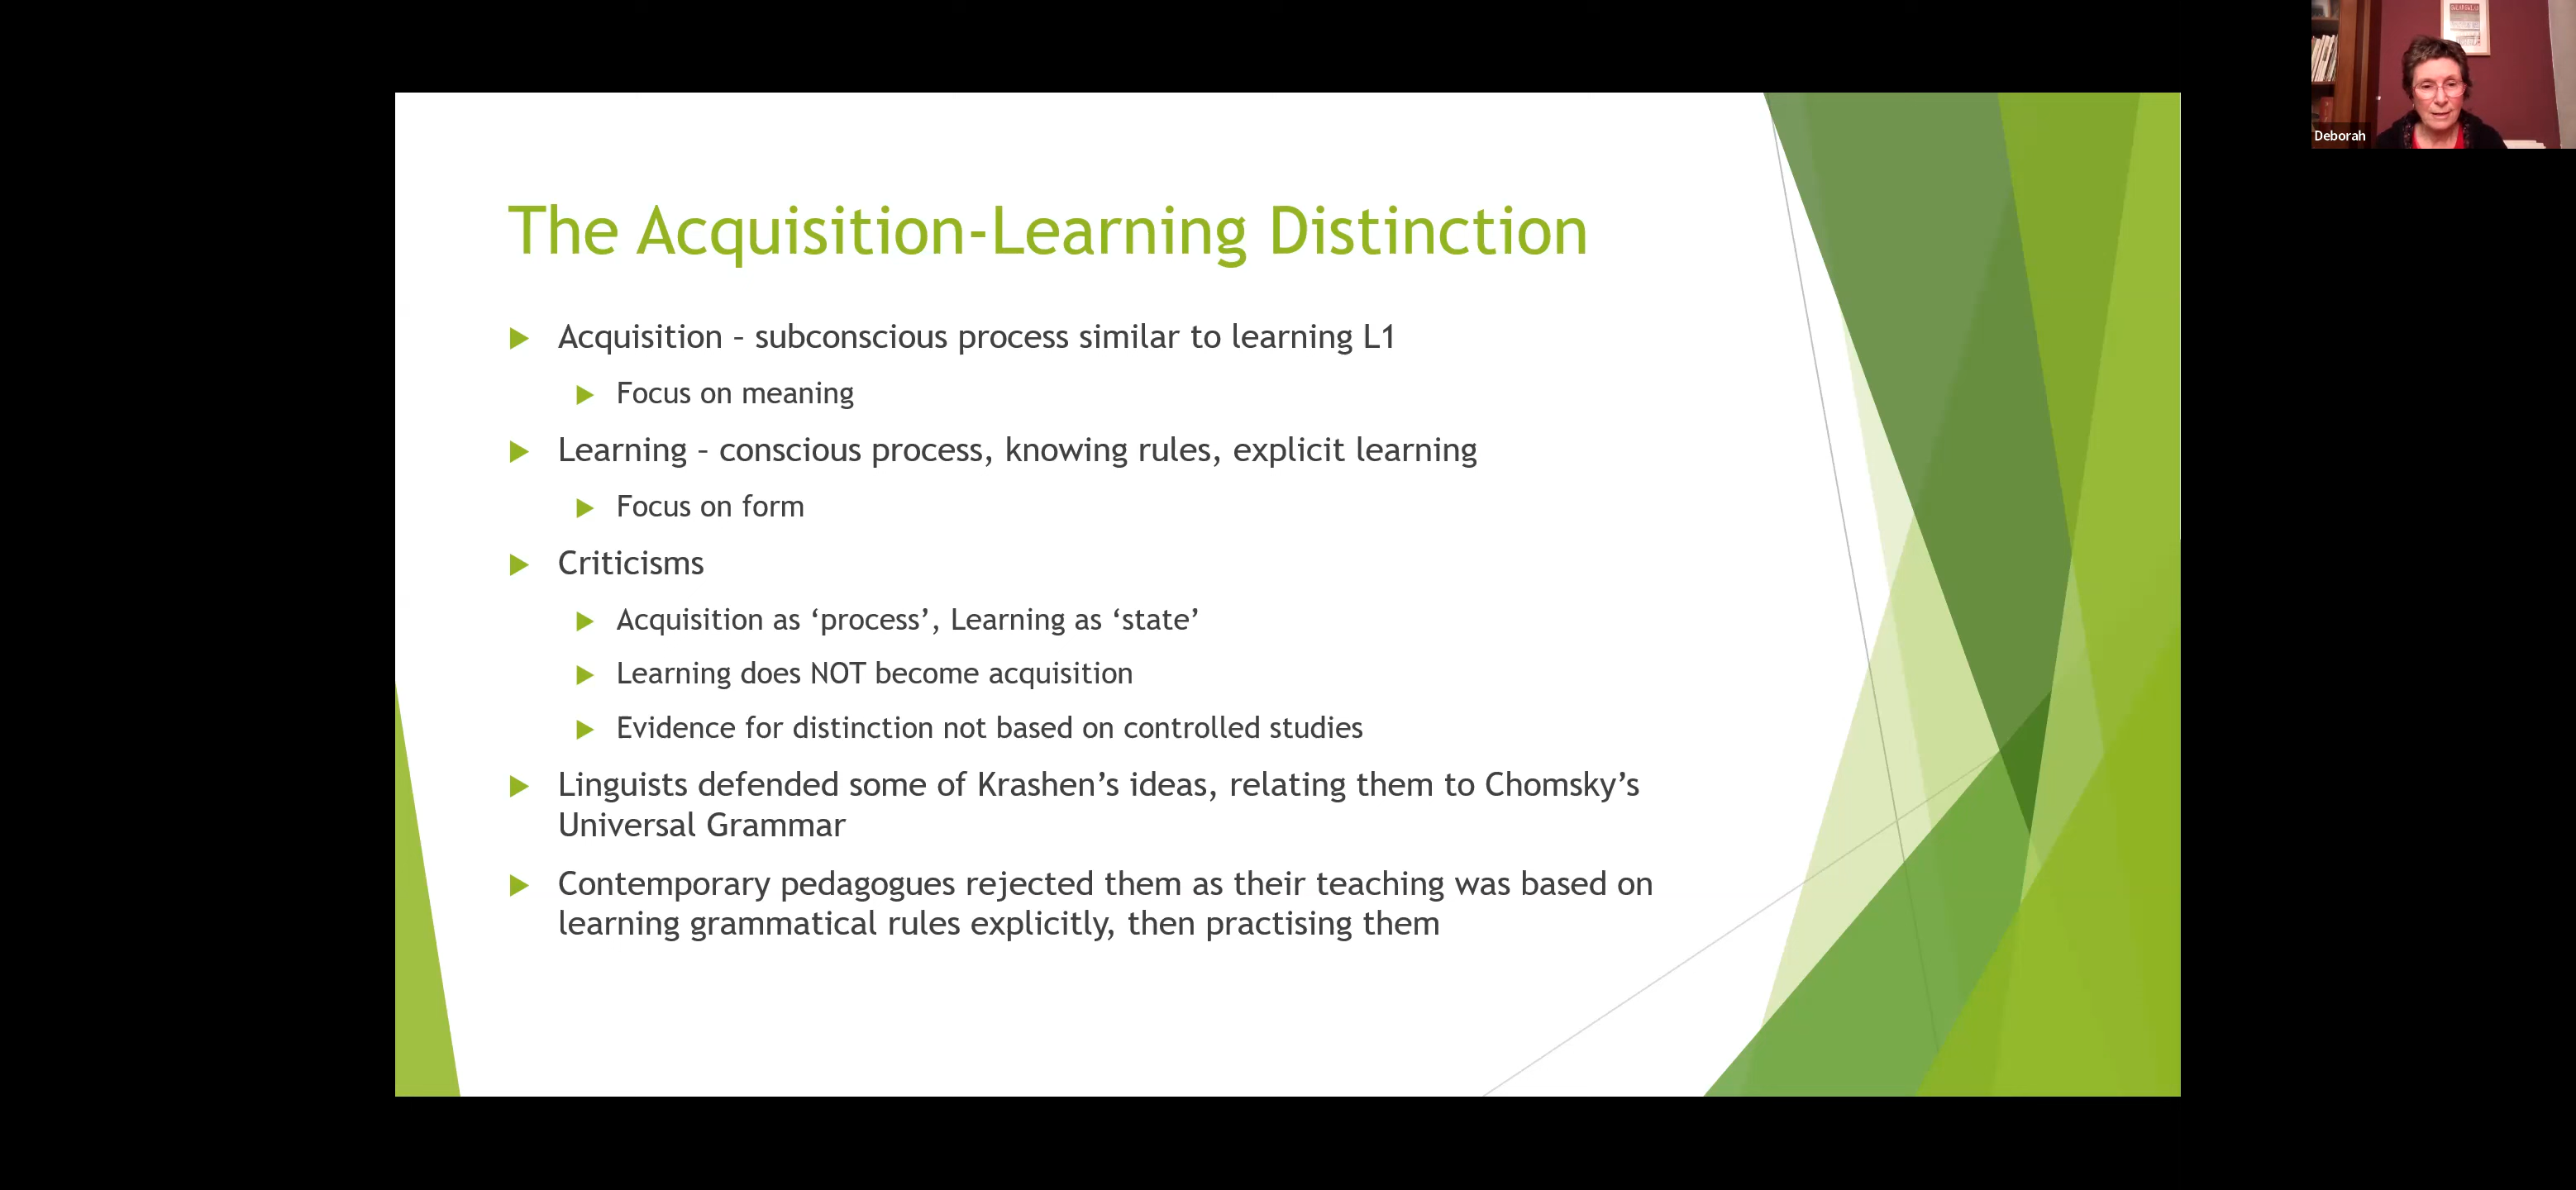 Deborah
The Acquisition-Learning Distinction
Acquisition – subconscious process similar to learning L1
Focus on meaning
Learning – conscious process, knowing rules, explicit learning
Focus on form
Criticisms
Acquisition as ‘process’, Learning as ‘state’
Learning does NOT become acquisition
Evidence for distinction not based on controlled studies
Linguists defended some of Krashen’s ideas, relating them to Chomsky’s
Universal Grammar
Contemporary pedagogues rejected them as their teaching was based on
learning grammatical rules explicitly, then practising them